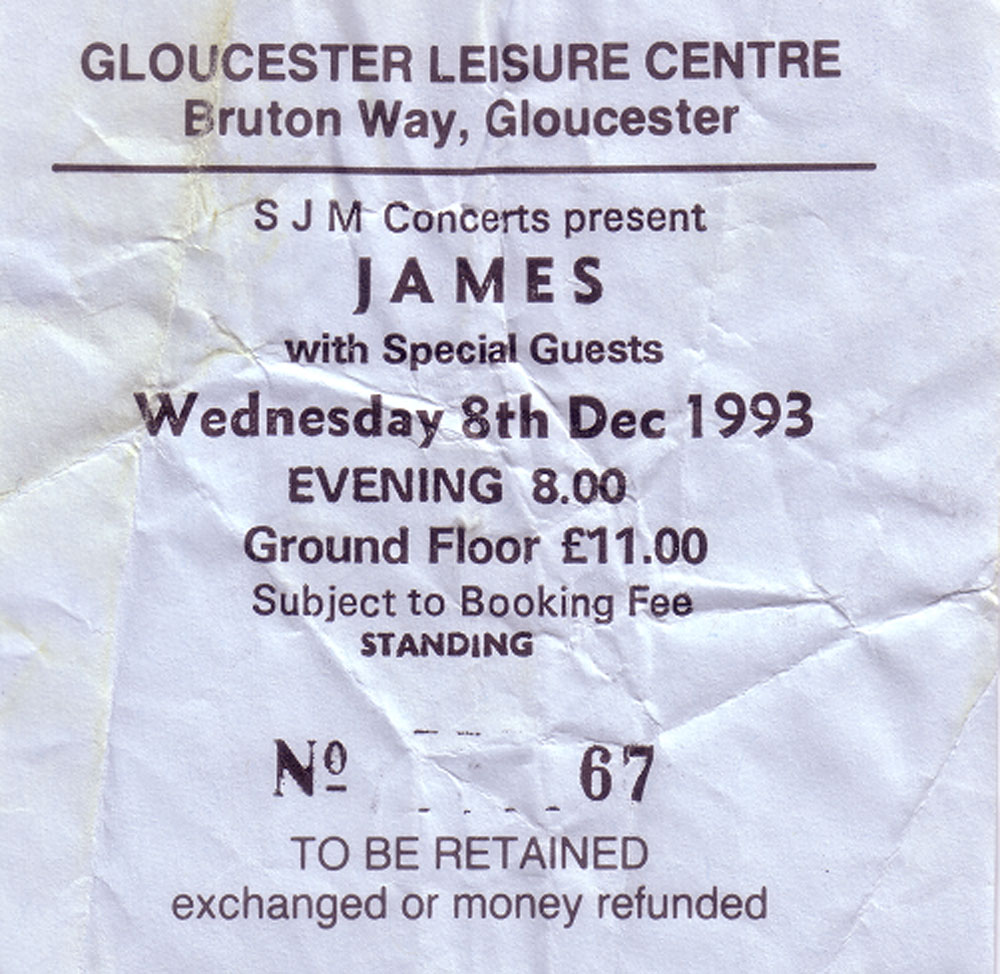 GLOUCESTER LEISURE CENTRE
Bruton Way, Gloucester
S J M Concerts present
JAMES
with Special Guests
Wednesday 8th Dec 1993
EVENING 8.00
Ground Floor £11.00
Subject to Booking Fee
STANDING
Nº 67
TO BE RETAINED
exchanged or money refunded